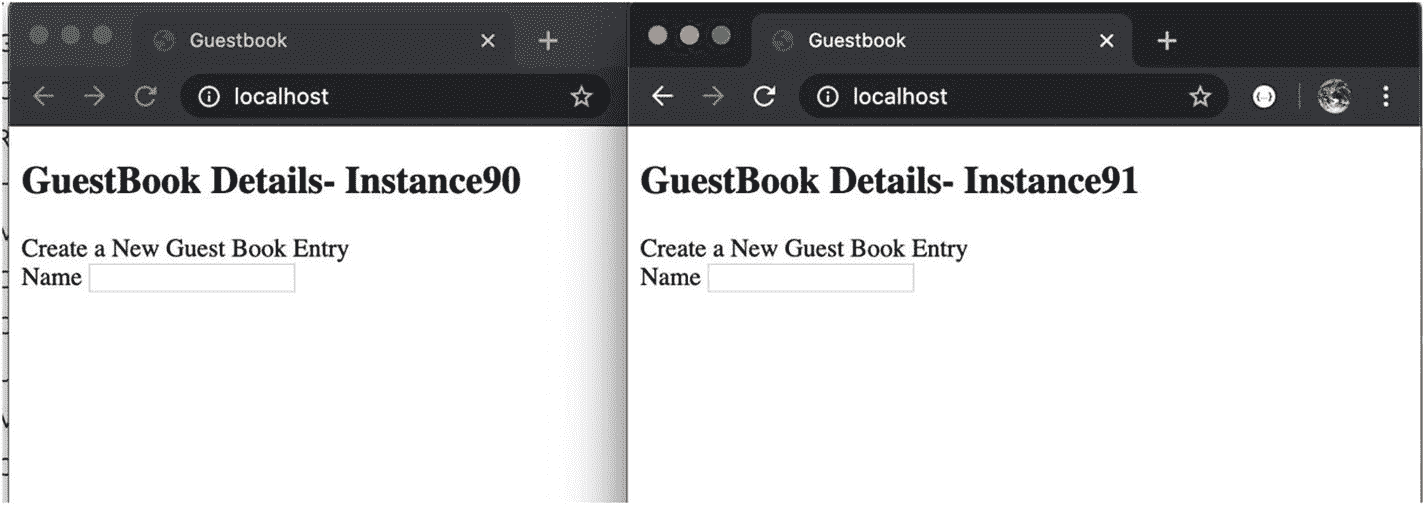 Guestbook
localhost
GuestBook Details- Instance90
Create a New Guest Book Entry
Name
Guestbook
localhost
GuestBook Details- Instance91
Create a New Guest Book Entry
Name